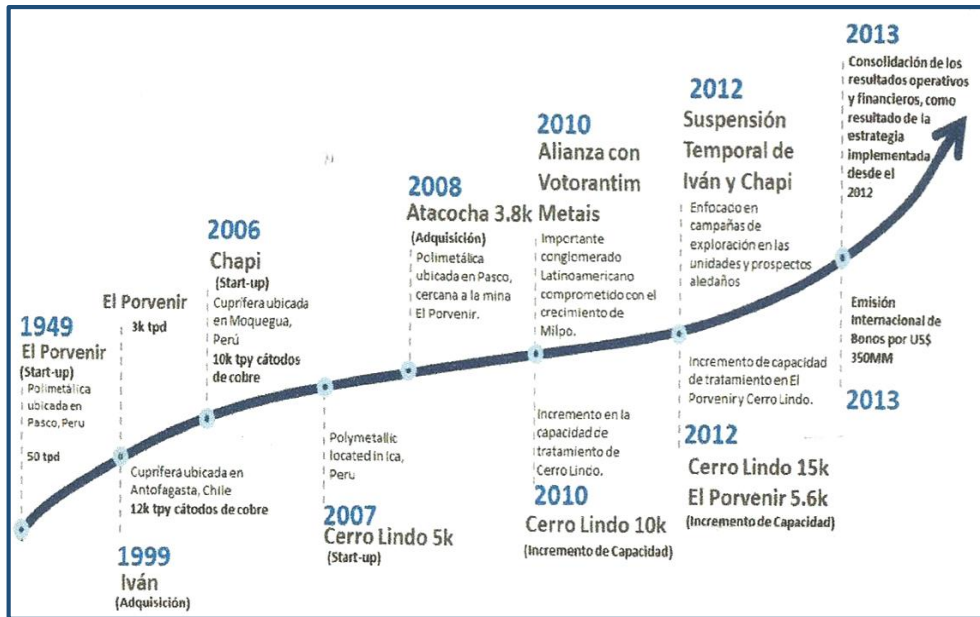 1949
El Porvenir
(Start-up)
Polimetálica
ubicada en
Pasco, Peru
50 tpd
El Porvenir
3k tpd
Cuprífera ubicada en
Antofagasta, Chile
12k tpy cátodos de cobre
1999
Iván
(Adquisición)
2006
Chapi
(Start-up)
Cuprífera ubicada
en Moquegua,
Perú
10k tpy cátodos
de cobre
Polymetallic
located in Ica,
Peru
2007
Cerro Lindo 5k
(Start-up)
2008
Atacocha 3.8k
(Adquisición)
Polimetálica
ubicada en Pasco,
cercana a la mina
El Porvenir.
2010
Alianza con
Votorantim
Metais
Importante
conglomerado
Latinoamericano
comprometido con el
crecimiento de
Milpo.
Incremento en la
capacidad de
tratamiento de
Cerro Lindo.
2010
Cerro Lindo 10k
(Incremento de Capacidad)
2012
Suspensión
Temporal de
Iván y Chapi
Enfocado en
campañas de
exploración en las
unidades y prospectos
aledaños
Incremento de capacidad
de tratamiento en El
Porvenir y Cerro Lindo.
2012
Cerro Lindo 15k
El Porvenir 5.6k
(Incremento de Capacidad)
2013
Consolidación de los
resultados operativos
y financieros, como
resultado de la
estrategia
implementada
desde el
2012
Emisión
Internacional de
Bonos por US$
350MM
2013